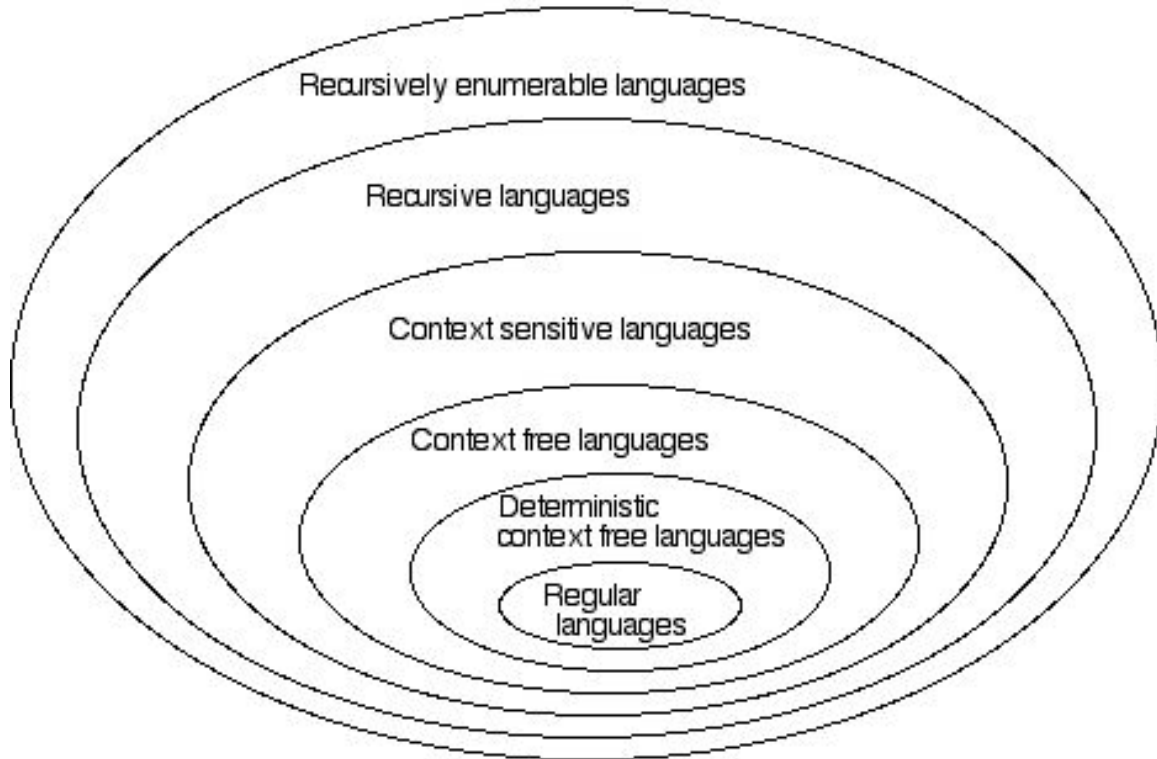 Recursively enumerable languages
Recursive languages
Context sensitive languages
Context free languages
Deterministic
context free languages
Regular
languages